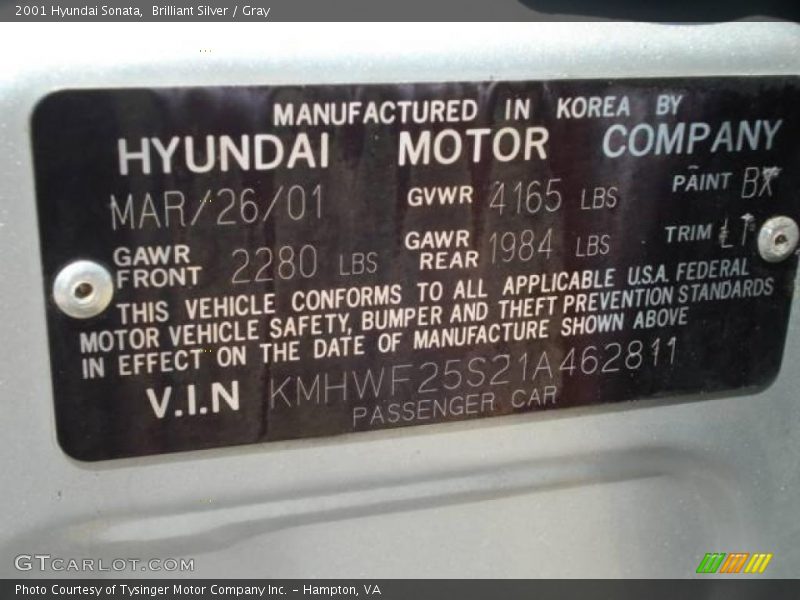 2001 Hyundai Sonata,  Brilliant Silver / Gray
MANUFACTURED IN KOREA BY
HYUNDAI MOTOR COMPANY
MAR/26/01 GVWR 4165 LBS PAINT
GAWR FRONT 2280 LBS GAWR REAR 1984 LBS TRIM
THIS VEHICLE CONFORMS TO ALL APPLICABLE U.S.A. FEDERAL
MOTOR VEHICLE SAFETY, BUMPER AND THEFT PREVENTION STANDARDS
IN EFFECT ON THE DATE OF MANUFACTURE SHOWN ABOVE
V.I.N KMHWF25S21A462811
PASSENGER CAR
GTCARLOT.COM
Photo Courtesy of Tysinger Motor Company Inc. - Hampton, VA